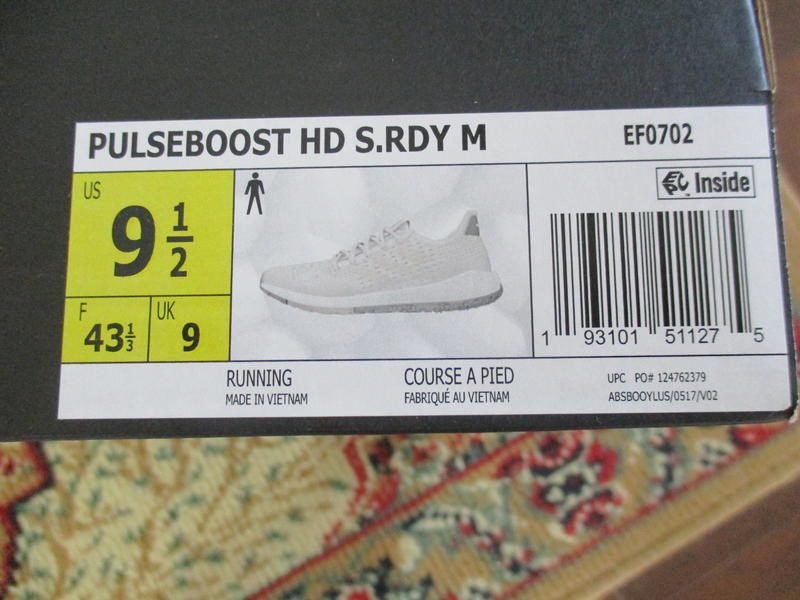 PULSEBOOST HD S.RDY M
EF0702
US
9 1/2
F
43 1/3
UK
9
Inside
1 93101 51127 5
RUNNING
MADE IN VIETNAM
COURSE A PIED
FABRIQUÉ AU VIETNAM
UPC PO# 124762379
ABSBOOYLUS/0517/V02